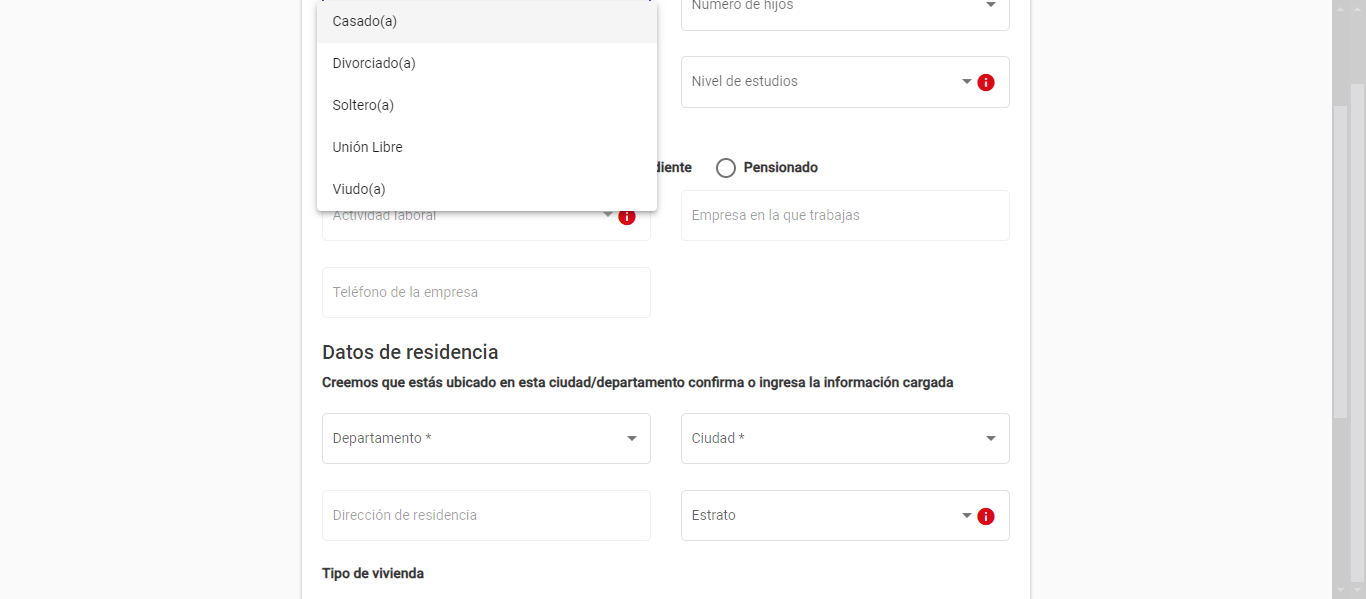 Casado(a)
Número de hijos
Divorciado(a)
Nivel de estudios
Soltero(a)
Unión Libre
diente
Pensionado
Viudo(a)
Actividad laboral
Empresa en la que trabajas
Teléfono de la empresa
Datos de residencia
Creemos que estás ubicado en esta ciudad/departamento confirma o ingresa la información cargada
Departamento *
Ciudad *
Dirección de residencia
Estrato
Tipo de vivienda